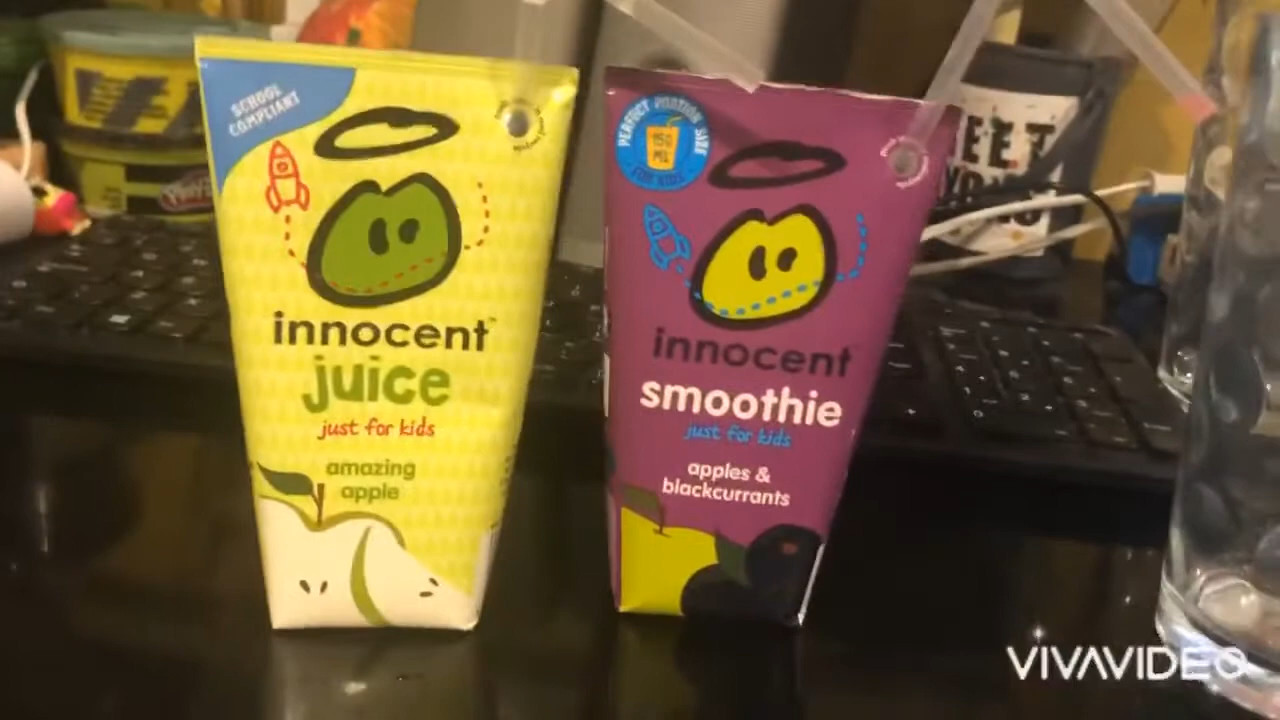 SCHOOL
COMPLIANT
innocent™
juice
just for kids
amazing
apple
PERFECT PORTION SIZE
150
ML
FOR KIDS
innocent
smoothie
just for kids
apples &
blackcurrants
VIVAVIDEO